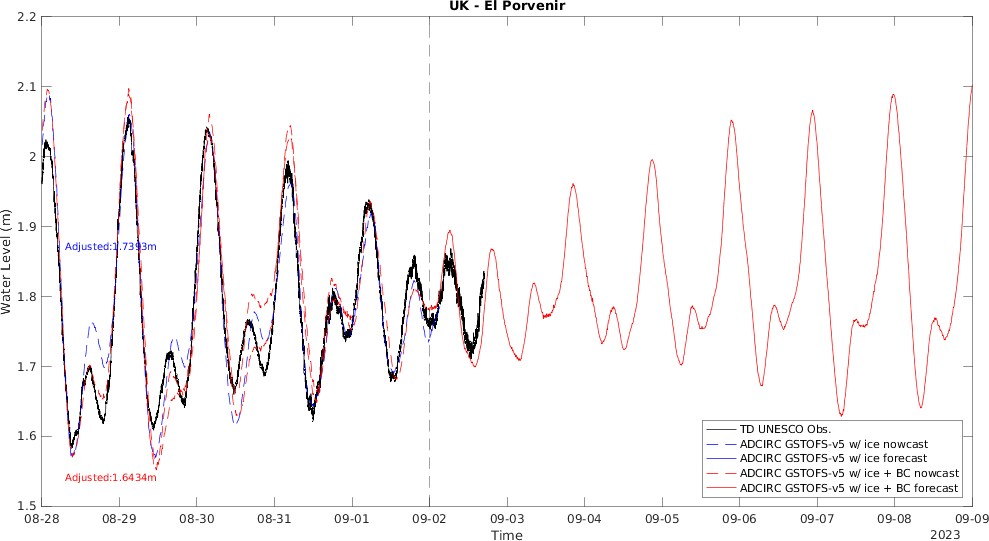 UK - El Porvenir
2.2
2.1
2
1.9
1.8
1.7
1.6
1.5
Water Level (m)
Adjusted:1.7393m
Adjusted:1.6434m
TD UNESCO Obs.
ADCIRC GSTOFS-v5 w/ ice nowcast
ADCIRC GSTOFS-v5 w/ ice forecast
ADCIRC GSTOFS-v5 w/ ice + BC nowcast
ADCIRC GSTOFS-v5 w/ ice + BC forecast
08-28 08-29 08-30 08-31 09-01 09-02 09-03 09-04 09-05 09-06 09-07 09-08 09-09
Time
2023